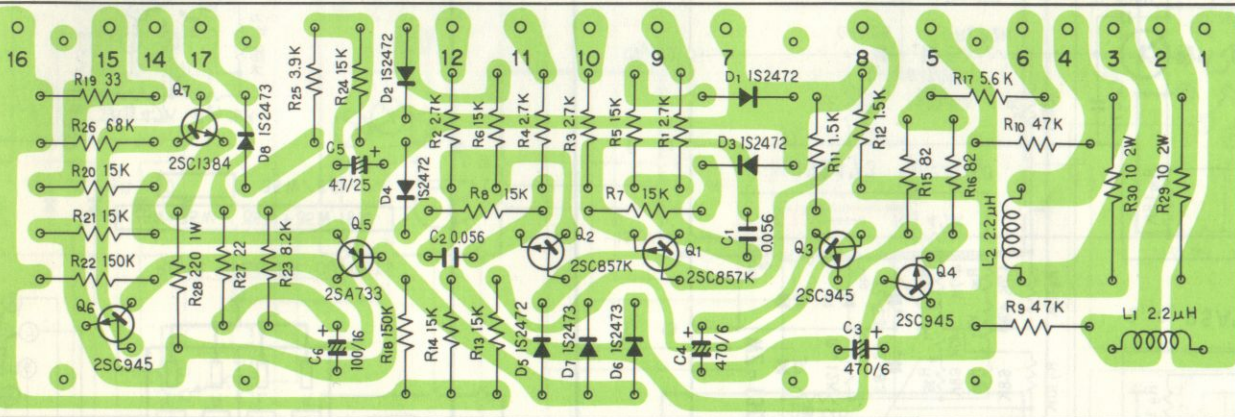 16 15 14 17 12 11 10 9 7 8 5 6 4 3 2 1
R19 33
R26 68K
R20 15K
R21 15K
R22 150K
Q6
2SC945
Q7
2SC1384
D8 1S2473
R28 220 1W
R27 22
R23 8.2K
R25 3.9K
R24 15K
C5 +
4.7/25
Q5
2SA733
C6 +
100/16
D2 1S2472
D4 1S2472
R18 150K
R2 2.7K
R6 15K
R4 2.7K
R3 2.7K
R5 15K
R1 2.7K
R8 15K
R7 15K
C2 0.056
Q2
2SC857K
Q1
2SC857K
R14 15K
R13 15K
D5 1S2472
D7 1S2473
D6 1S2473
C4 +
470/6
D1 1S2472
D3 1S2472
C1 0.056
R11 1.5K
R12 1.5K
Q3
2SC945
C3 +
470/6
R15 82
R16 82
Q4
2SC945
R17 5.6K
R10 47K
L2 2.2μH
R9 47K
R30 10 2W
R29 10 2W
L1 2.2μH